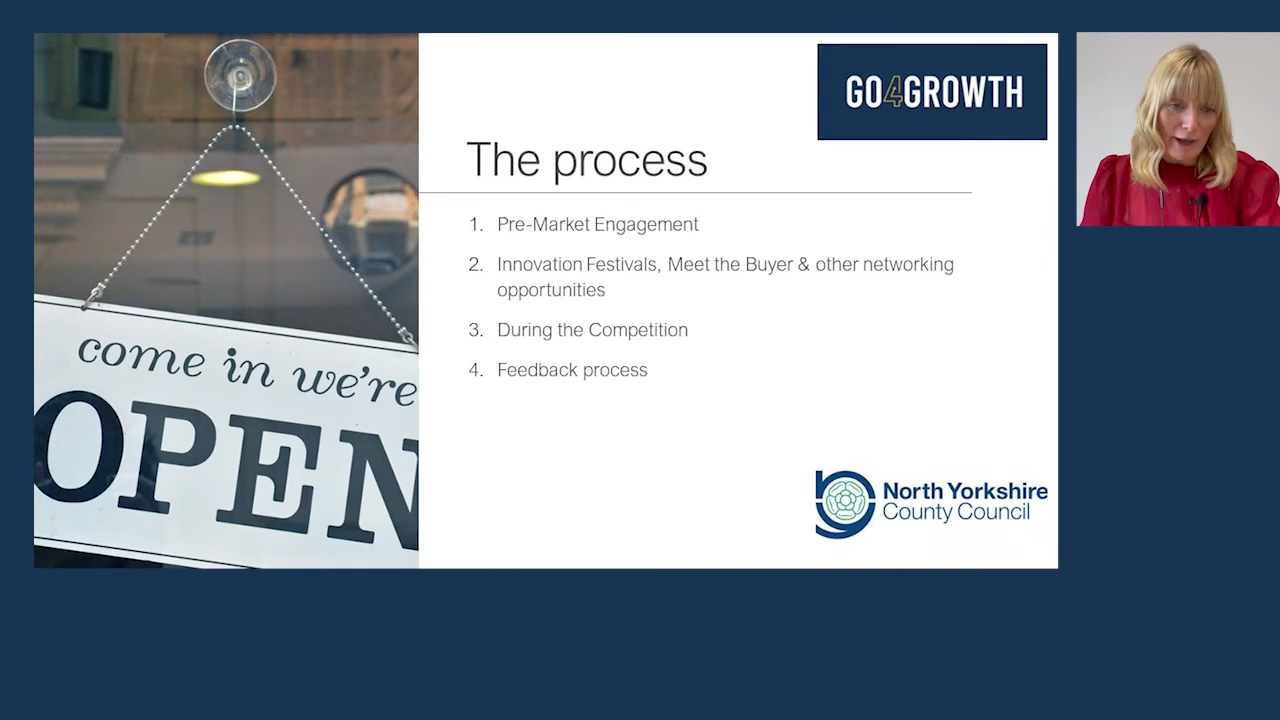 GO4GROWTH
The process
1. Pre-Market Engagement
2. Innovation Festivals, Meet the Buyer & other networking
opportunities
3. During the Competition
4. Feedback process
come in we're
OPEN
North Yorkshire
County Council